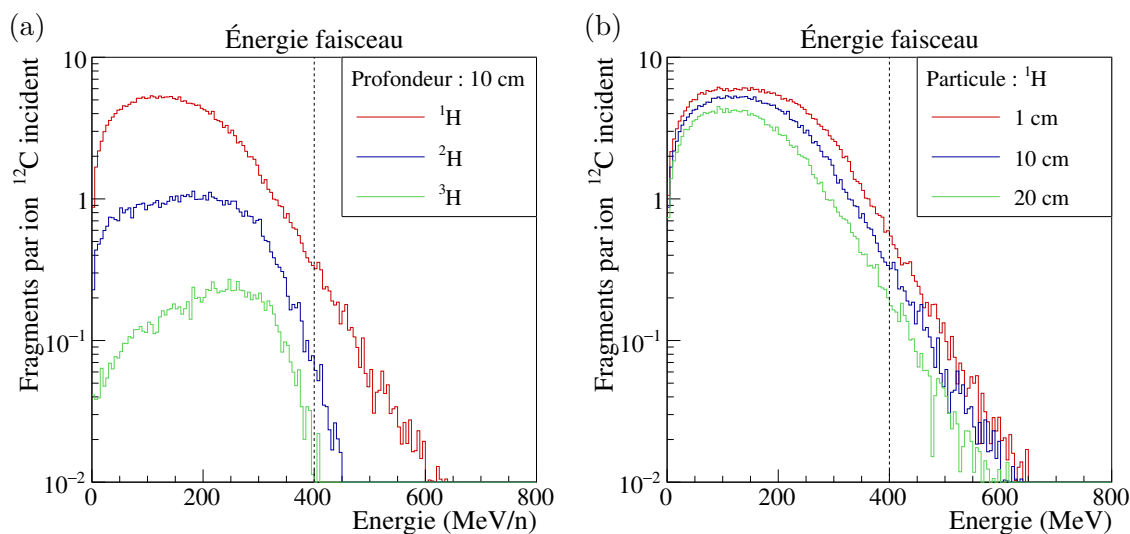 (a)
Énergie faisceau
Fragments par ion ¹²C incident
10
1
10⁻¹
10⁻²
Profondeur : 10 cm
¹H
²H
³H
0 200 400 600 800
Energie (MeV/n)
(b)
Énergie faisceau
Fragments par ion ¹²C incident
10
1
10⁻¹
10⁻²
Particule : ¹H
1 cm
10 cm
20 cm
0 200 400 600 800
Energie (MeV)